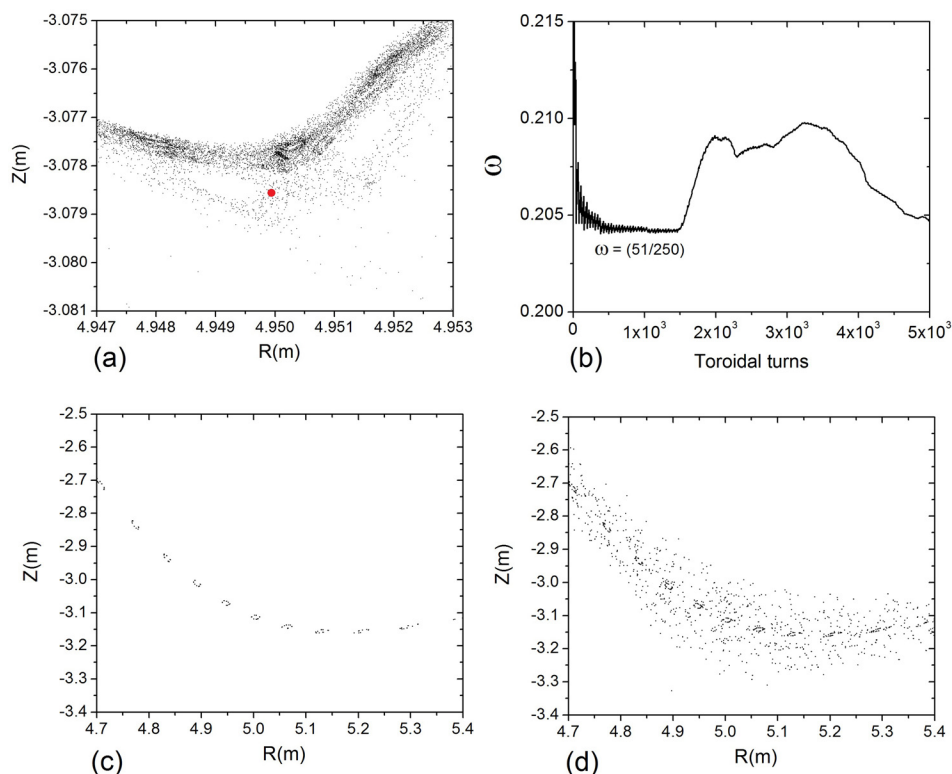 -3.075
-3.076
-3.077
-3.078
-3.079
-3.080
-3.081
Z(m)
4.947 4.948 4.949 4.950 4.951 4.952 4.953
R(m)
(a)
0.215
0.210
0.205
0.200
ω
ω = (51/250)
0 1x10³ 2x10³ 3x10³ 4x10³ 5x10³
Toroidal turns
(b)
-2.5
-2.6
-2.7
-2.8
-2.9
-3.0
-3.1
-3.2
-3.3
-3.4
Z(m)
4.7 4.8 4.9 5.0 5.1 5.2 5.3 5.4
R(m)
(c)
-2.5
-2.6
-2.7
-2.8
-2.9
-3.0
-3.1
-3.2
-3.3
-3.4
Z(m)
4.7 4.8 4.9 5.0 5.1 5.2 5.3 5.4
R(m)
(d)